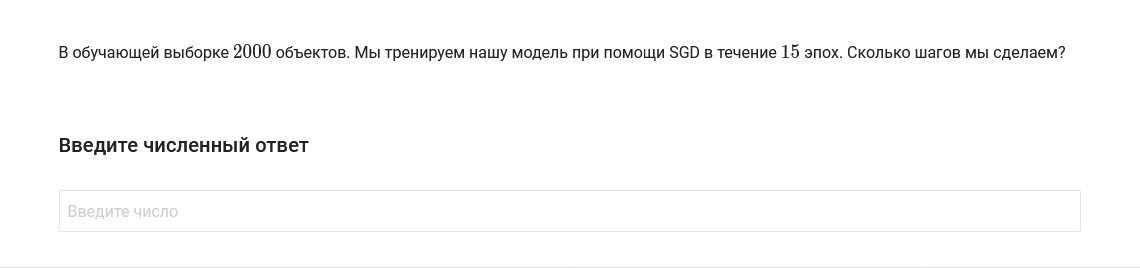 В обучающей выборке 2000 объектов. Мы тренируем нашу модель при помощи SGD в течение 15 эпох. Сколько шагов мы сделаем?
Введите численный ответ
Введите число